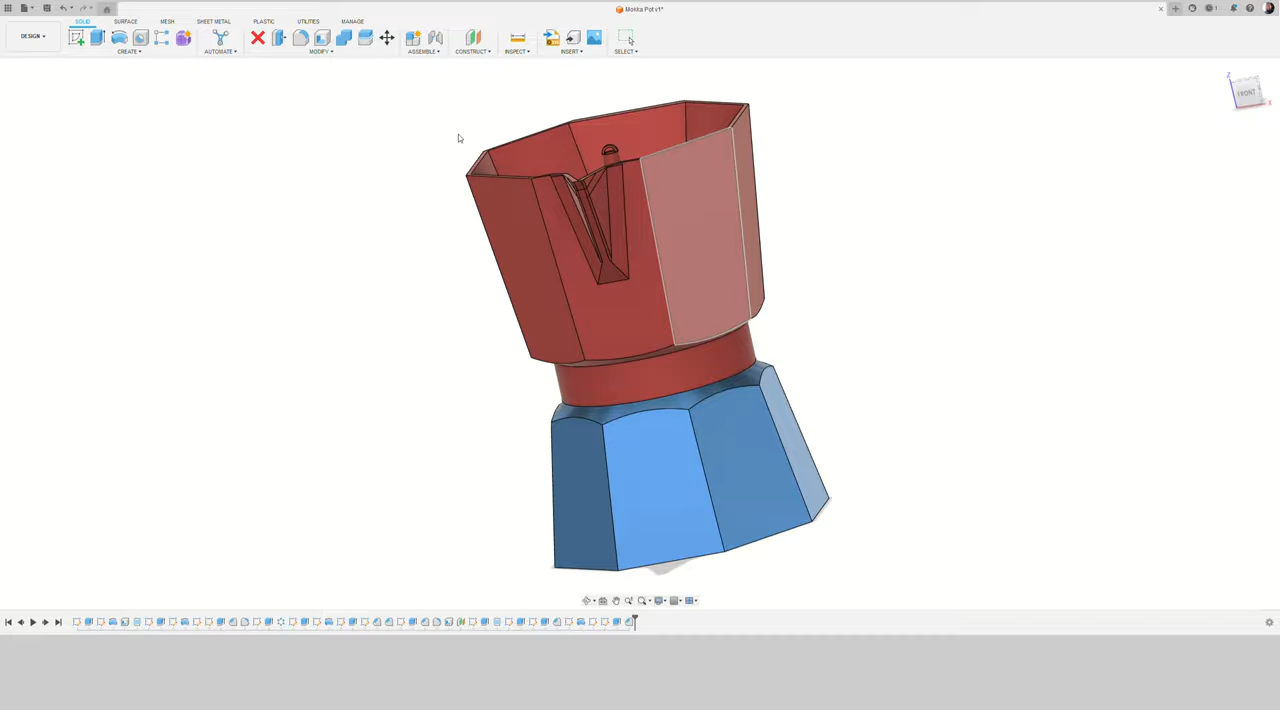 Mokka Pot v1*
SOLID SURFACE MESH SHEET METAL PLASTIC UTILITIES MANAGE
DESIGN
CREATE AUTOMATE MODIFY ASSEMBLE CONSTRUCT INSPECT INSERT SELECT
Z
FRONT
X